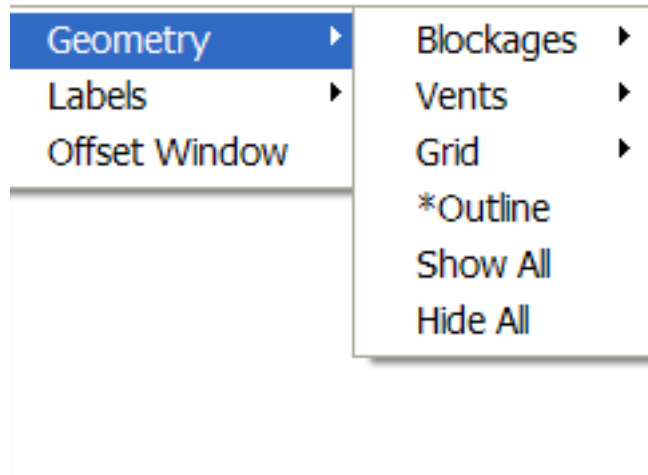 Geometry
Labels
Offset Window
Blockages
Vents
Grid
*Outline
Show All
Hide All